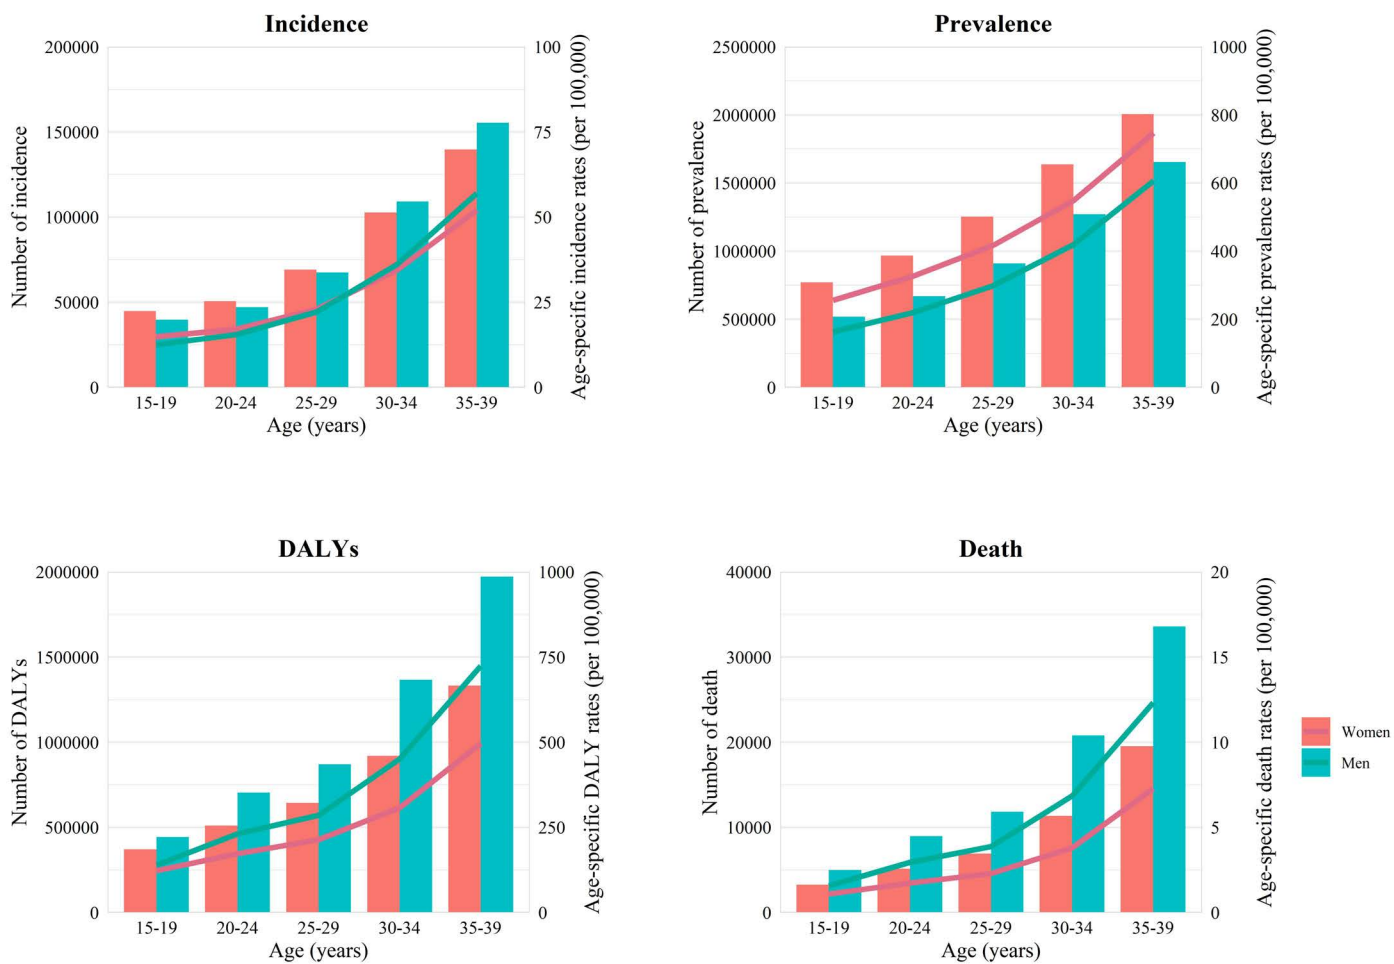 Incidence
200000
150000
100000
50000
0
100
75
50
25
0
Number of incidence
Age-specific incidence rates (per 100,000)
15-19 20-24 25-29 30-34 35-39
Age (years)
Prevalence
2500000
2000000
1500000
1000000
500000
0
1000
800
600
400
200
0
Number of prevalence
Age-specific prevalence rates (per 100,000)
15-19 20-24 25-29 30-34 35-39
Age (years)
DALYs
2000000
1500000
1000000
500000
0
1000
750
500
250
0
Number of DALYs
Age-specific DALY rates (per 100,000)
15-19 20-24 25-29 30-34 35-39
Age (years)
Death
40000
30000
20000
10000
0
20
15
10
5
0
Number of death
Age-specific death rates (per 100,000)
15-19 20-24 25-29 30-34 35-39
Age (years)
Women
Men